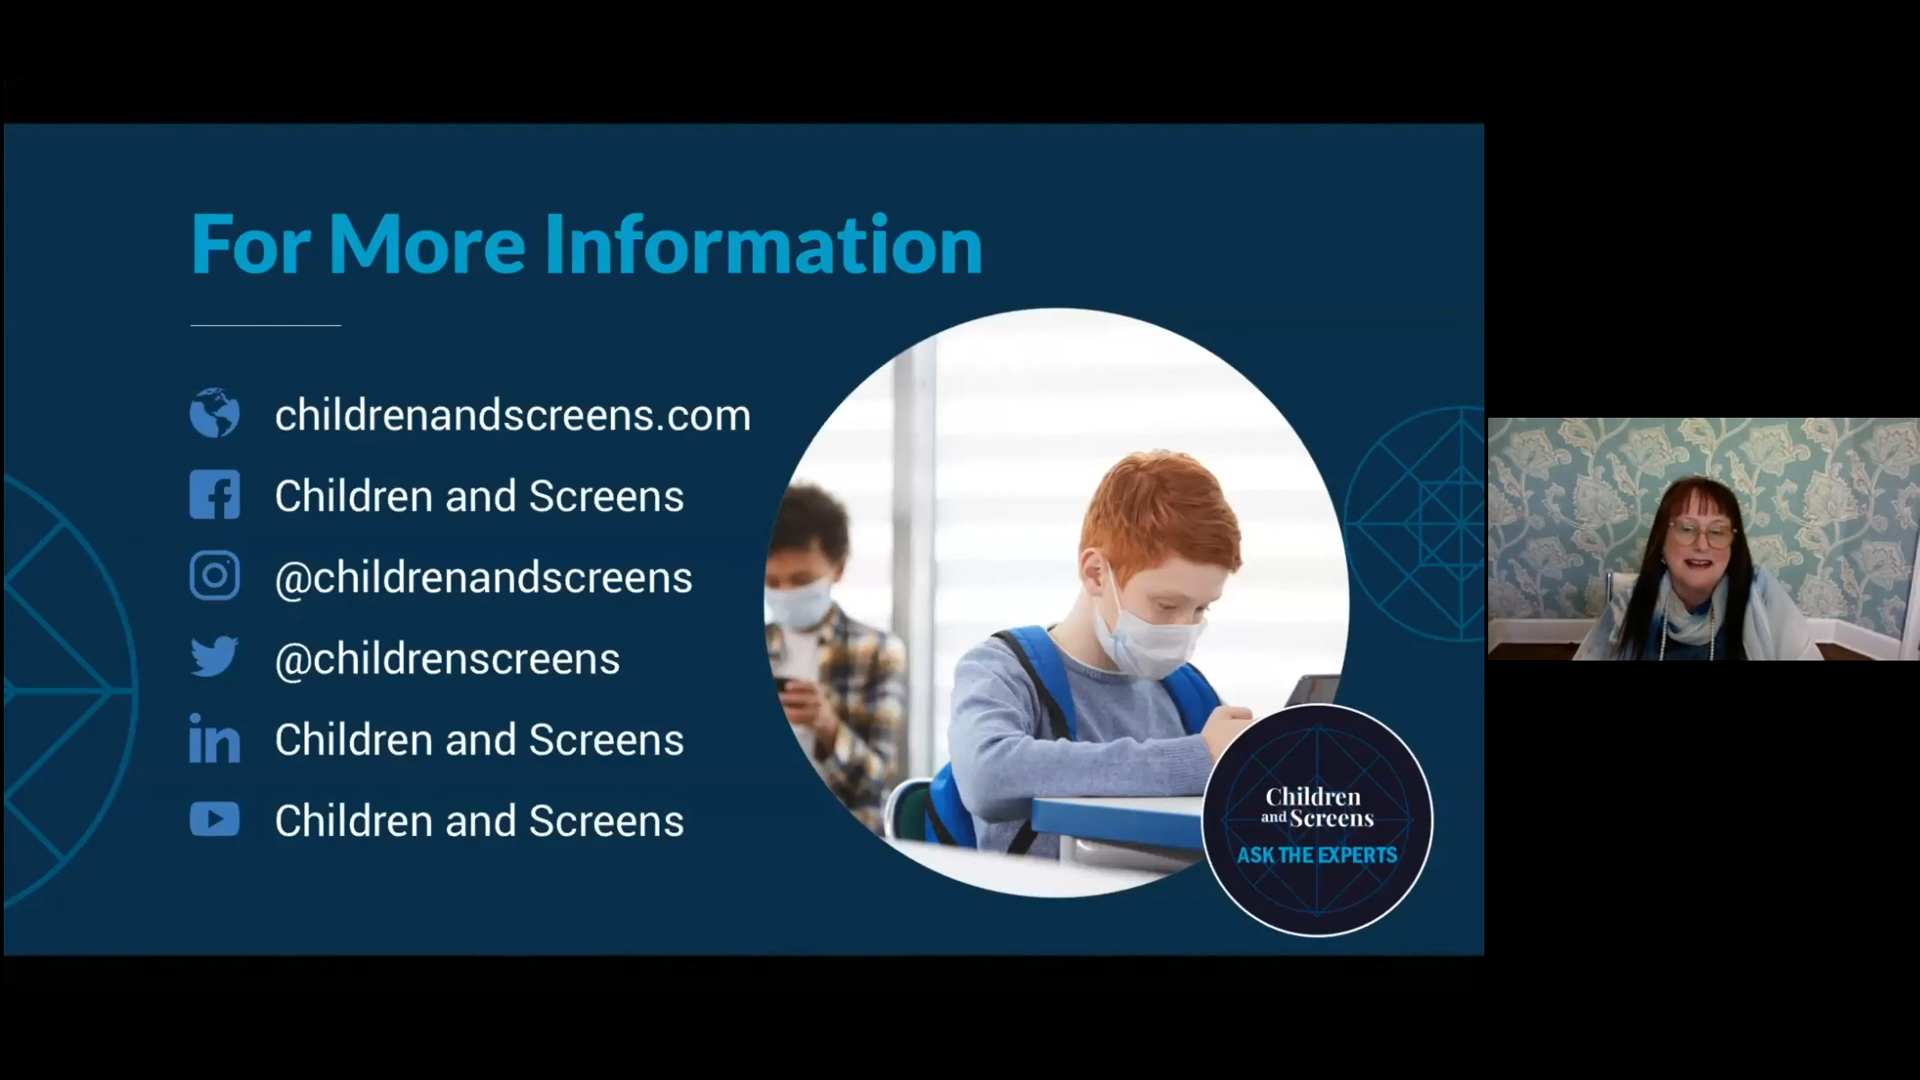 For More Information
childrenandscreens.com
Children and Screens
@childrenandscreens
@childrenscreens
Children and Screens
Children and Screens
Children
and Screens
ASK THE EXPERTS